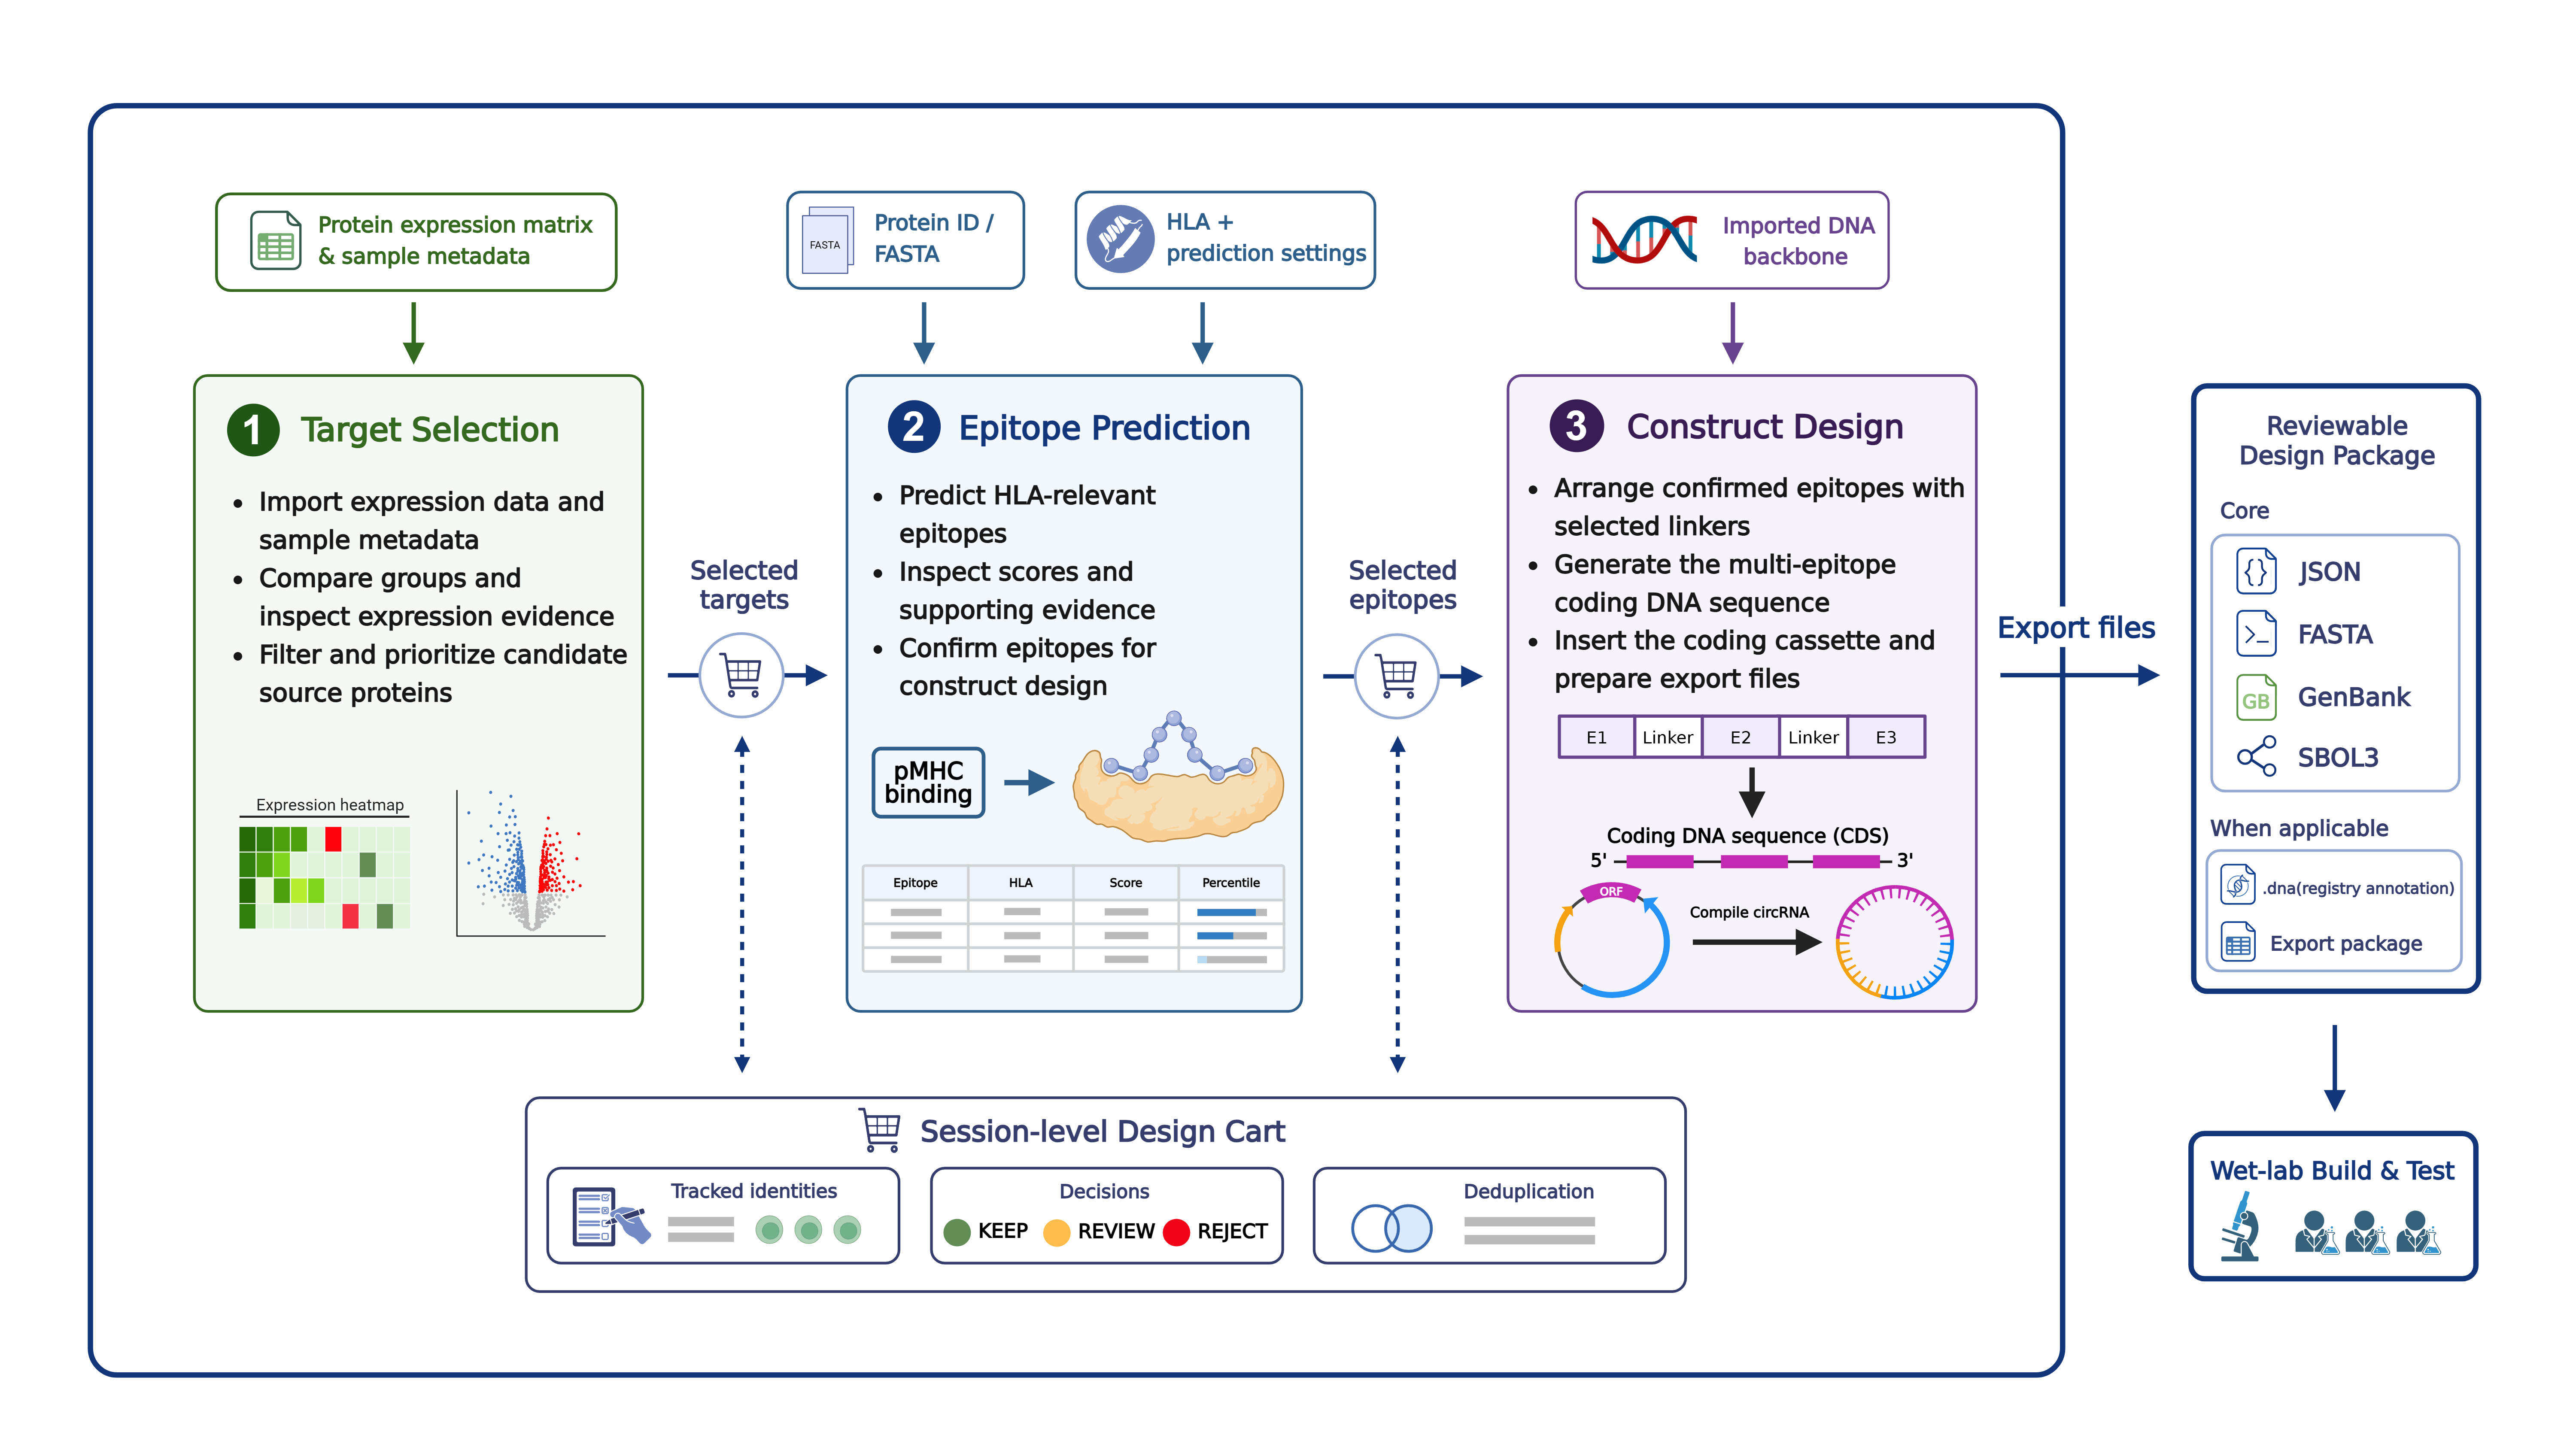 Protein expression matrix
& sample metadata
Protein ID /
FASTA
FASTA
HLA +
prediction settings
Imported DNA
backbone
1 Target Selection
• Import expression data and
sample metadata
• Compare groups and
inspect expression evidence
• Filter and prioritize candidate
source proteins
Expression heatmap
Selected
targets
2 Epitope Prediction
• Predict HLA-relevant
epitopes
• Inspect scores and
supporting evidence
• Confirm epitopes for
construct design
pMHC
binding
Epitope HLA Score Percentile
Selected
epitopes
3 Construct Design
• Arrange confirmed epitopes with
selected linkers
• Generate the multi-epitope
coding DNA sequence
• Insert the coding cassette and
prepare export files
E1 Linker E2 Linker E3
Coding DNA sequence (CDS)
5' 3'
ORF
Compile circRNA
Export files
Reviewable
Design Package
Core
{} JSON
>_ FASTA
GB GenBank
SBOL3
When applicable
.dna(registry annotation)
Export package
Wet-lab Build & Test
Session-level Design Cart
Tracked identities
Decisions
KEEP REVIEW REJECT
Deduplication